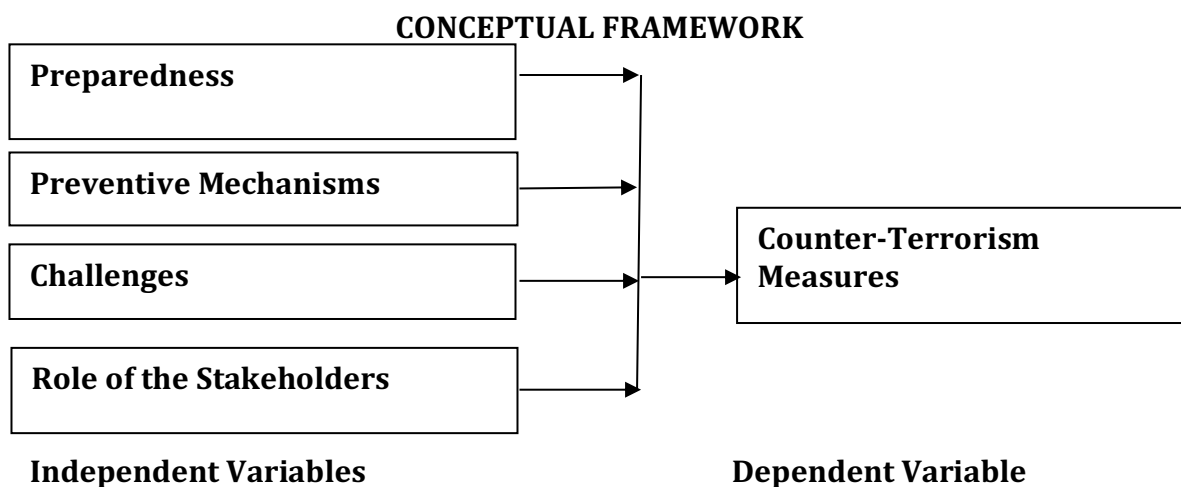 CONCEPTUAL FRAMEWORK
Preparedness
Preventive Mechanisms
Challenges
Role of the Stakeholders
Counter-Terrorism
Measures
Independent Variables
Dependent Variable